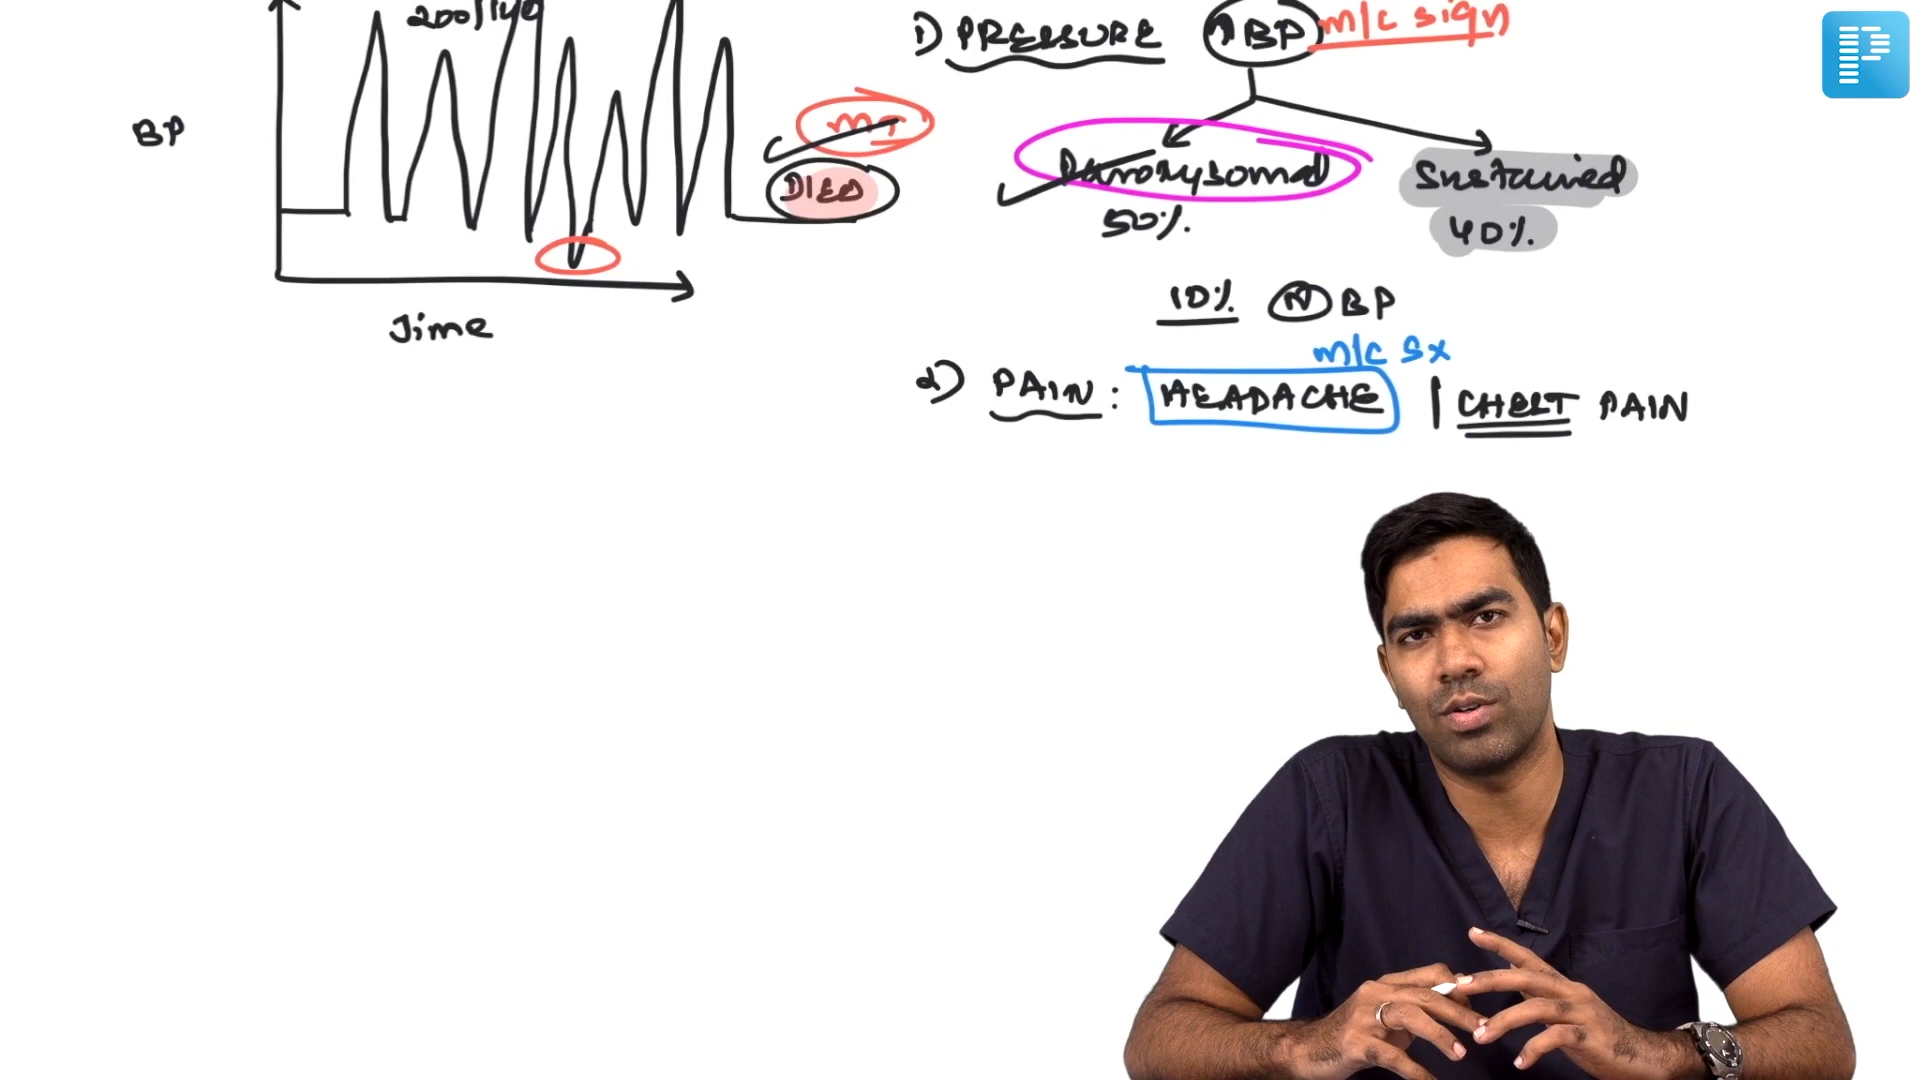 200/140
BP
MI
DIED
Time
1) PRESSURE ↑BP m/c sign
Paroxysomal Sustained
50% 40%
10% N BP
m/c Sx
2) PAIN: HEADACHE | CHEST PAIN